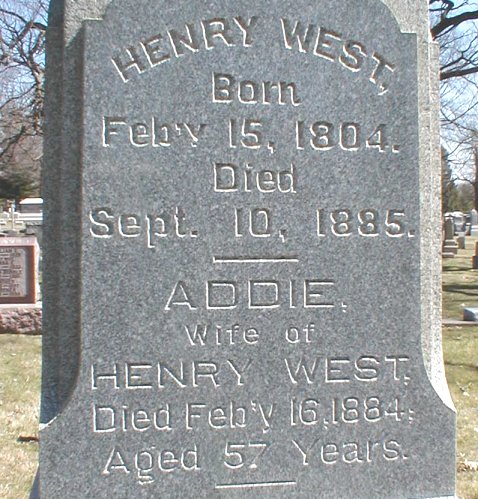 HENRY WEST,
Born
Feb'y 15, 1804.
Died
Sept. 10, 1885.
ADDIE,
Wife of
HENRY WEST,
Died Feb'y 16, 1884;
Aged 57 Years.